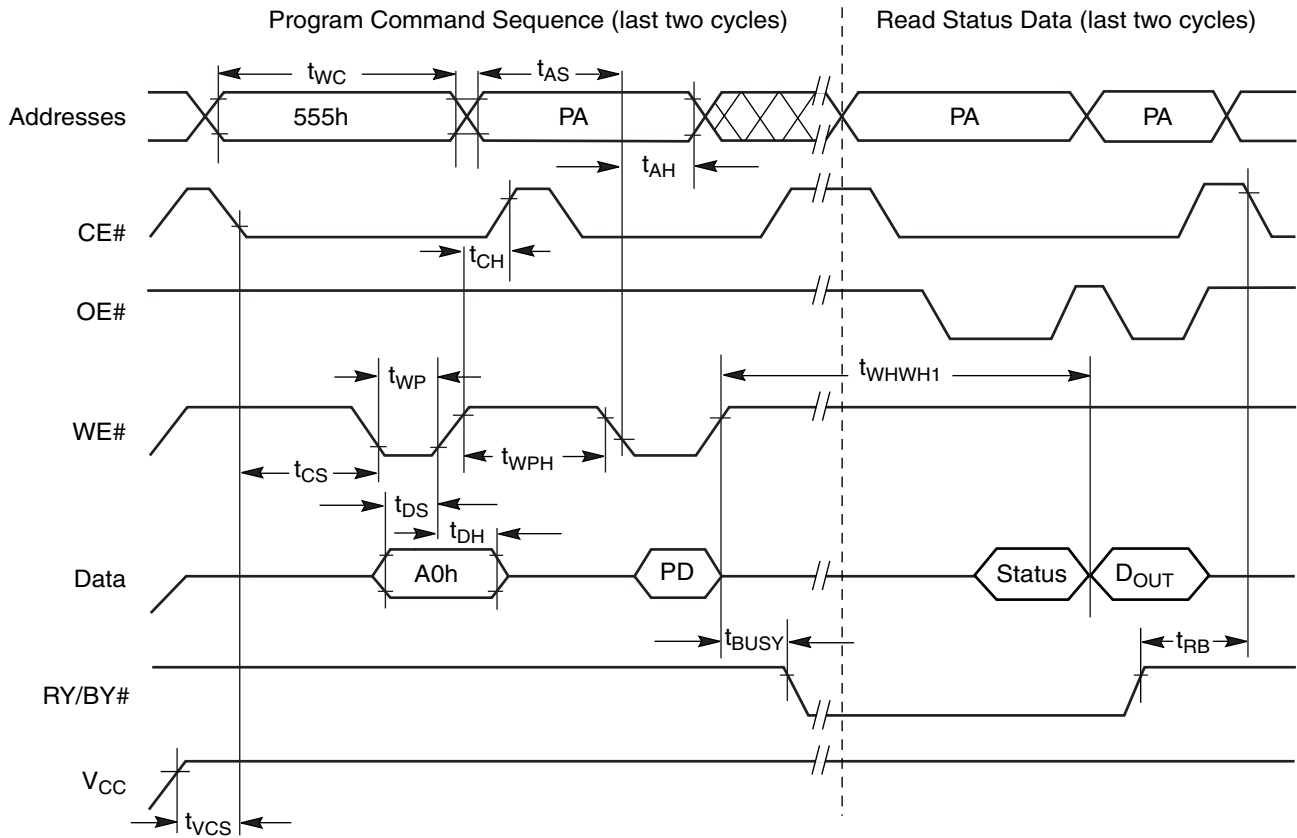 Program Command Sequence (last two cycles)
Read Status Data (last two cycles)
tWC
tAS
Addresses
555h
PA
PA
PA
tAH
CE#
tCH
OE#
tWP
tWHWH1
WE#
tCS
tWPH
tDS
tDH
Data
A0h
PD
Status
DOUT
tBUSY
tRB
RY/BY#
VCC
tVCS